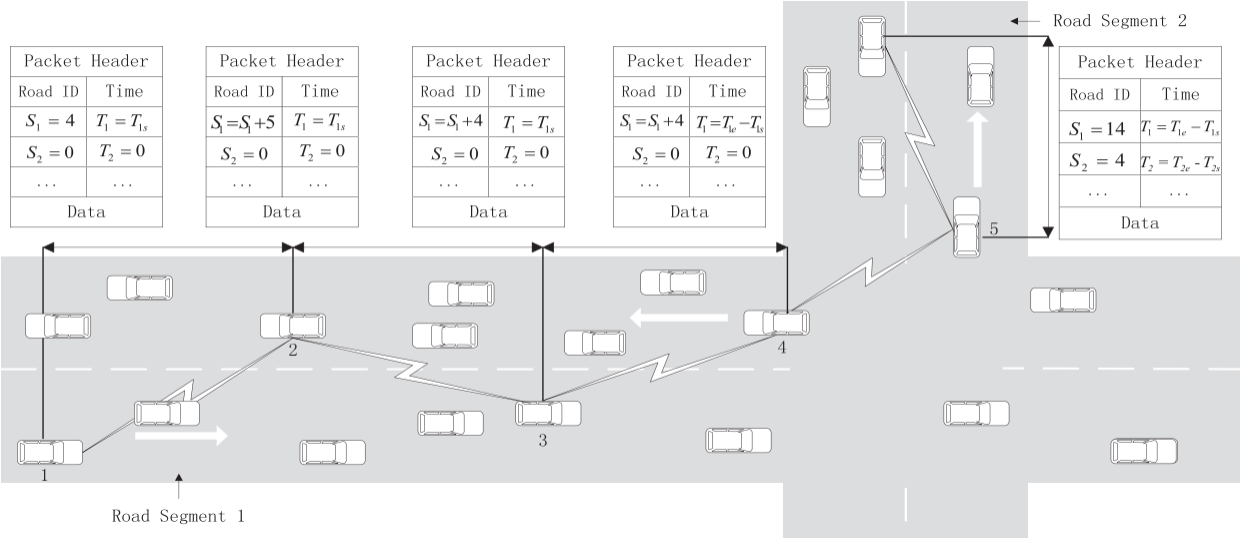 Road Segment 2
Packet Header
Road ID Time
S₁ = 4 T₁ = T₁ₛ
S₂ = 0 T₂ = 0
... ...
Data
Packet Header
Road ID Time
S₁=S₁+5 T₁ = T₁ₛ
S₂ = 0 T₂ = 0
... ...
Data
Packet Header
Road ID Time
S₁=S₁+4 T₁ = T₁ₛ
S₂ = 0 T₂ = 0
... ...
Data
Packet Header
Road ID Time
S₁=S₁+4 T₁=T₁ₑ−T₁ₛ
S₂ = 0 T₂ = 0
... ...
Data
Packet Header
Road ID Time
S₁ = 14 T₁ = T₁ₑ − T₁ₛ
S₂ = 4 T₂ = T₂ₑ - T₂ₛ
... ...
Data
5
2
4
3
1
Road Segment 1